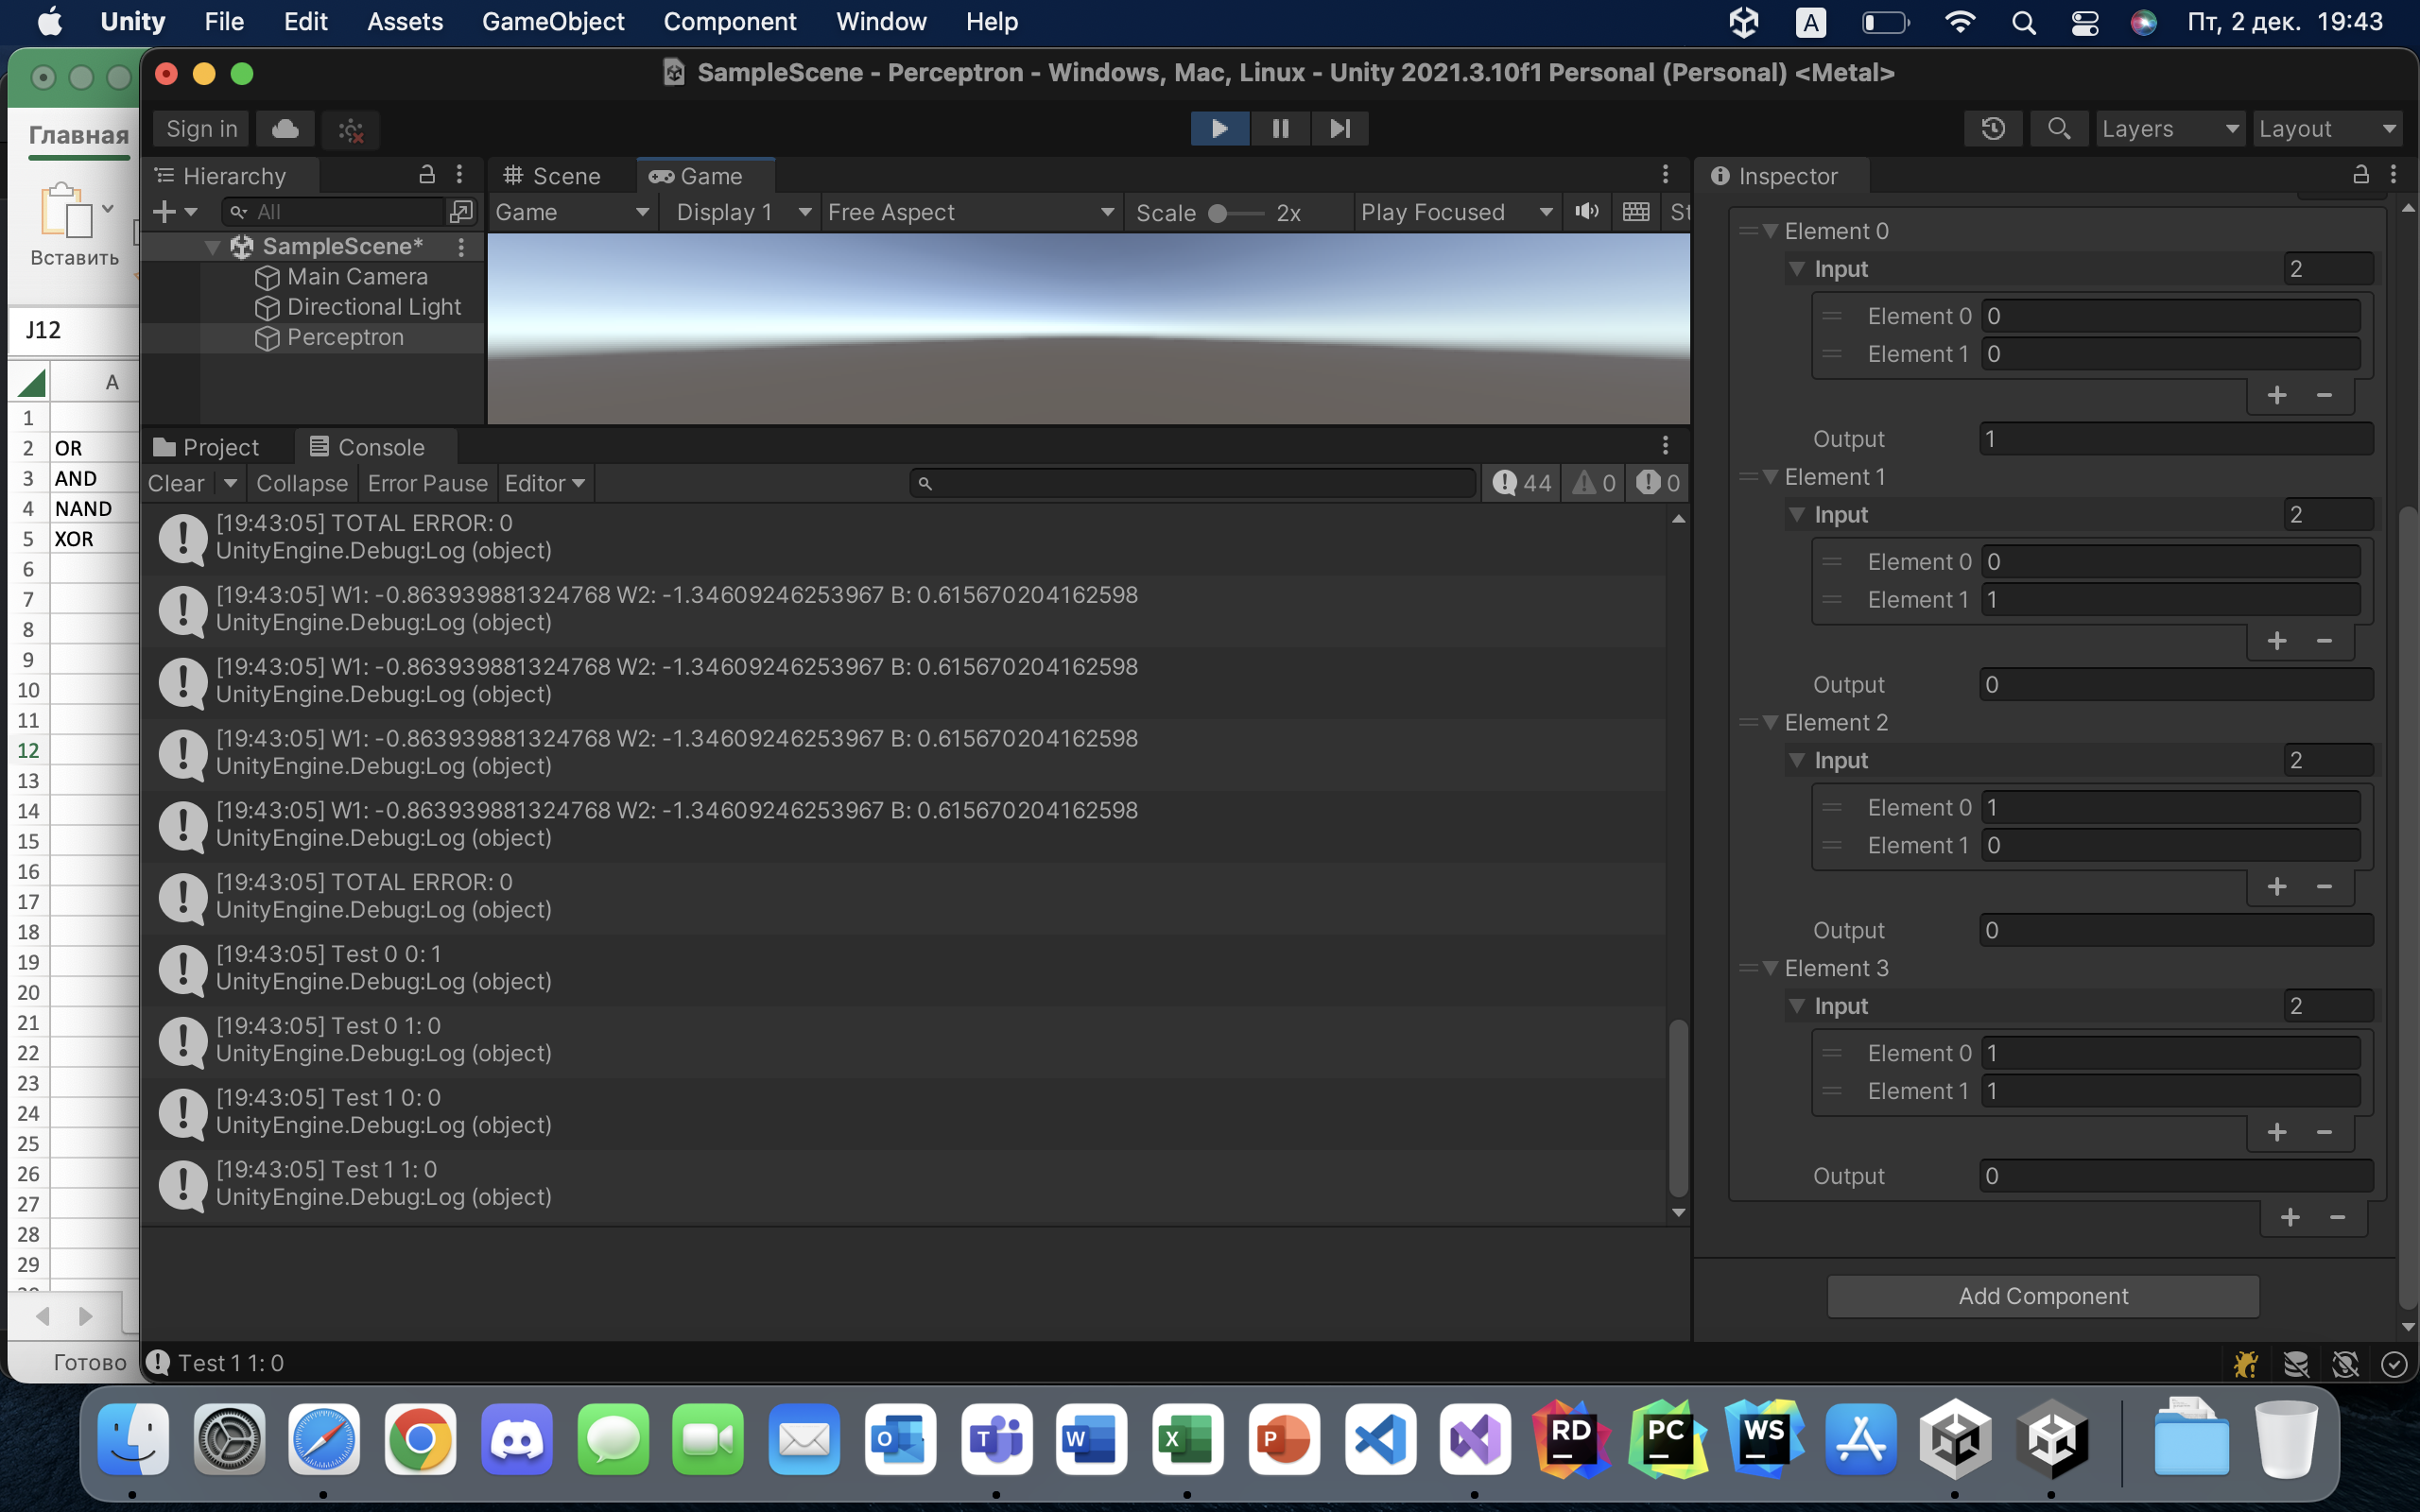 Unity File Edit Assets GameObject Component Window Help A Пт, 2 дек. 19:43
SampleScene - Perceptron - Windows, Mac, Linux - Unity 2021.3.10f1 Personal (Personal) <Metal>
Главная
Вставить
J12
A
1
2 OR
3 AND
4 NAND
5 XOR
6
7
8
9
10
11
12
13
14
15
16
17
18
19
20
21
22
23
24
25
26
27
28
29
Готово
Sign in
Layers Layout
Hierarchy
All
SampleScene*
Main Camera
Directional Light
Perceptron
Scene Game
Game Display 1 Free Aspect Scale 2x Play Focused St
Project Console
Clear Collapse Error Pause Editor 44 0 0
[19:43:05] TOTAL ERROR: 0
UnityEngine.Debug:Log (object)
[19:43:05] W1: -0.863939881324768 W2: -1.34609246253967 B: 0.615670204162598
UnityEngine.Debug:Log (object)
[19:43:05] W1: -0.863939881324768 W2: -1.34609246253967 B: 0.615670204162598
UnityEngine.Debug:Log (object)
[19:43:05] W1: -0.863939881324768 W2: -1.34609246253967 B: 0.615670204162598
UnityEngine.Debug:Log (object)
[19:43:05] W1: -0.863939881324768 W2: -1.34609246253967 B: 0.615670204162598
UnityEngine.Debug:Log (object)
[19:43:05] TOTAL ERROR: 0
UnityEngine.Debug:Log (object)
[19:43:05] Test 0 0: 1
UnityEngine.Debug:Log (object)
[19:43:05] Test 0 1: 0
UnityEngine.Debug:Log (object)
[19:43:05] Test 1 0: 0
UnityEngine.Debug:Log (object)
[19:43:05] Test 1 1: 0
UnityEngine.Debug:Log (object)
Test 1 1: 0
Inspector
Element 0
Input 2
Element 0 0
Element 1 0
+ -
Output 1
Element 1
Input 2
Element 0 0
Element 1 1
+ -
Output 0
Element 2
Input 2
Element 0 1
Element 1 0
+ -
Output 0
Element 3
Input 2
Element 0 1
Element 1 1
+ -
Output 0
+ -
Add Component
O T W X P RD PC WS